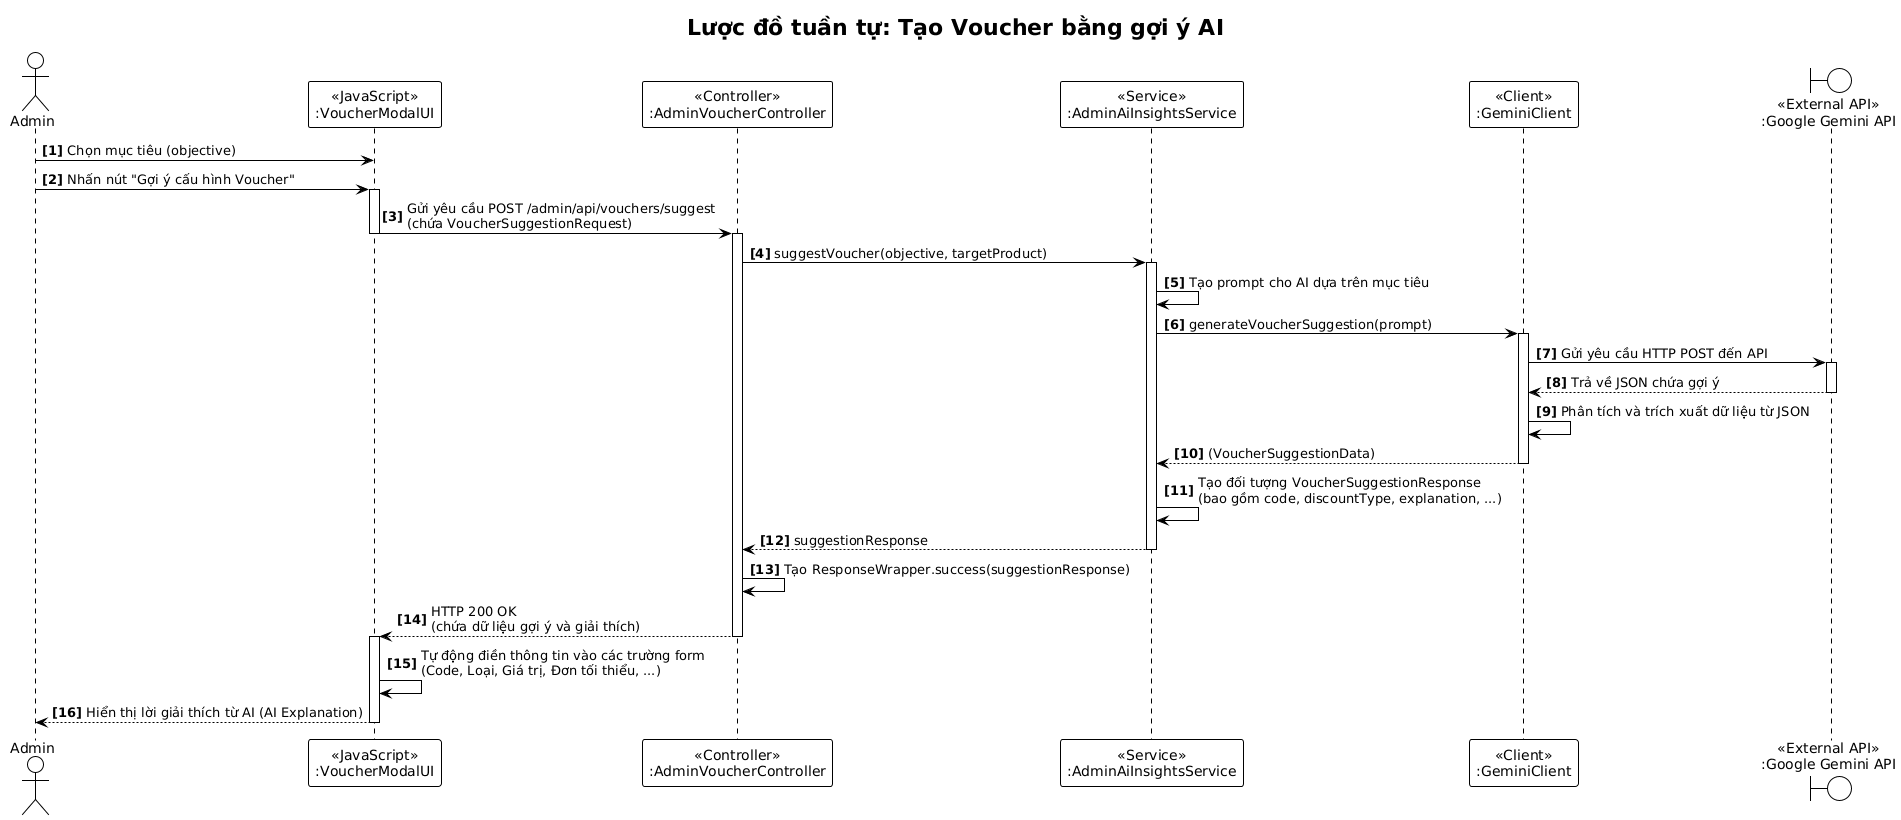 Lược đồ tuần tự: Tạo Voucher bằng gợi ý AI
Admin
«JavaScript»
:VoucherModalUI
«Controller»
:AdminVoucherController
«Service»
:AdminAiInsightsService
«Client»
:GeminiClient
«External API»
:Google Gemini API
[1] Chọn mục tiêu (objective)
[2] Nhấn nút "Gợi ý cấu hình Voucher"
[3] Gửi yêu cầu POST /admin/api/vouchers/suggest
(chứa VoucherSuggestionRequest)
[4] suggestVoucher(objective, targetProduct)
[5] Tạo prompt cho AI dựa trên mục tiêu
[6] generateVoucherSuggestion(prompt)
[7] Gửi yêu cầu HTTP POST đến API
[8] Trả về JSON chứa gợi ý
[9] Phân tích và trích xuất dữ liệu từ JSON
[10] (VoucherSuggestionData)
[11] Tạo đối tượng VoucherSuggestionResponse
(bao gồm code, discountType, explanation, ...)
[12] suggestionResponse
[13] Tạo ResponseWrapper.success(suggestionResponse)
[14] HTTP 200 OK
(chứa dữ liệu gợi ý và giải thích)
[15] Tự động điền thông tin vào các trường form
(Code, Loại, Giá trị, Đơn tối thiểu, ...)
[16] Hiển thị lời giải thích từ AI (AI Explanation)
Admin
«JavaScript»
:VoucherModalUI
«Controller»
:AdminVoucherController
«Service»
:AdminAiInsightsService
«Client»
:GeminiClient
«External API»
:Google Gemini API